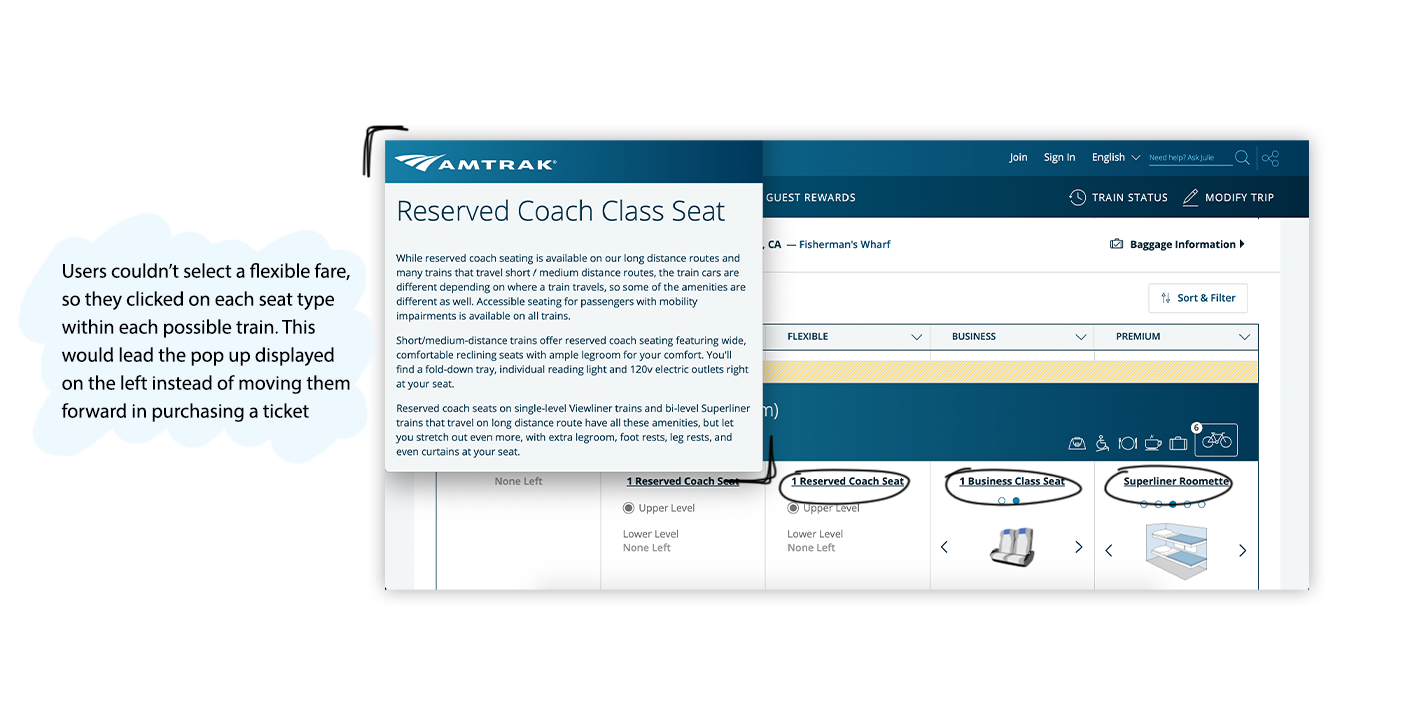 Users couldn't select a flexible fare,
so they clicked on each seat type
within each possible train. This
would lead the pop up displayed
on the left instead of moving them
forward in purchasing a ticket
AMTRAK®
Reserved Coach Class Seat
While reserved coach seating is available on our long distance routes and
many trains that travel short / medium distance routes, the train cars are
different depending on where a train travels, so some of the amenities are
different as well. Accessible seating for passengers with mobility
impairments is available on all trains.
Short/medium-distance trains offer reserved coach seating featuring wide,
comfortable reclining seats with ample legroom for your comfort. You'll
find a fold-down tray, individual reading light and 120v electric outlets right
at your seat.
Reserved coach seats on single-level Viewliner trains and bi-level Superliner
trains that travel on long distance route have all these amenities, but let
you stretch out even more, with extra legroom, foot rests, leg rests, and
even curtains at your seat.
Join Sign In English Need help? Ask Julie
GUEST REWARDS TRAIN STATUS MODIFY TRIP
, CA — Fisherman's Wharf Baggage Information
Sort & Filter
FLEXIBLE BUSINESS PREMIUM
m)
6
None Left 1 Reserved Coach Seat 1 Reserved Coach Seat 1 Business Class Seat Superliner Roomette
Upper Level Upper Level
Lower Level Lower Level
None Left None Left